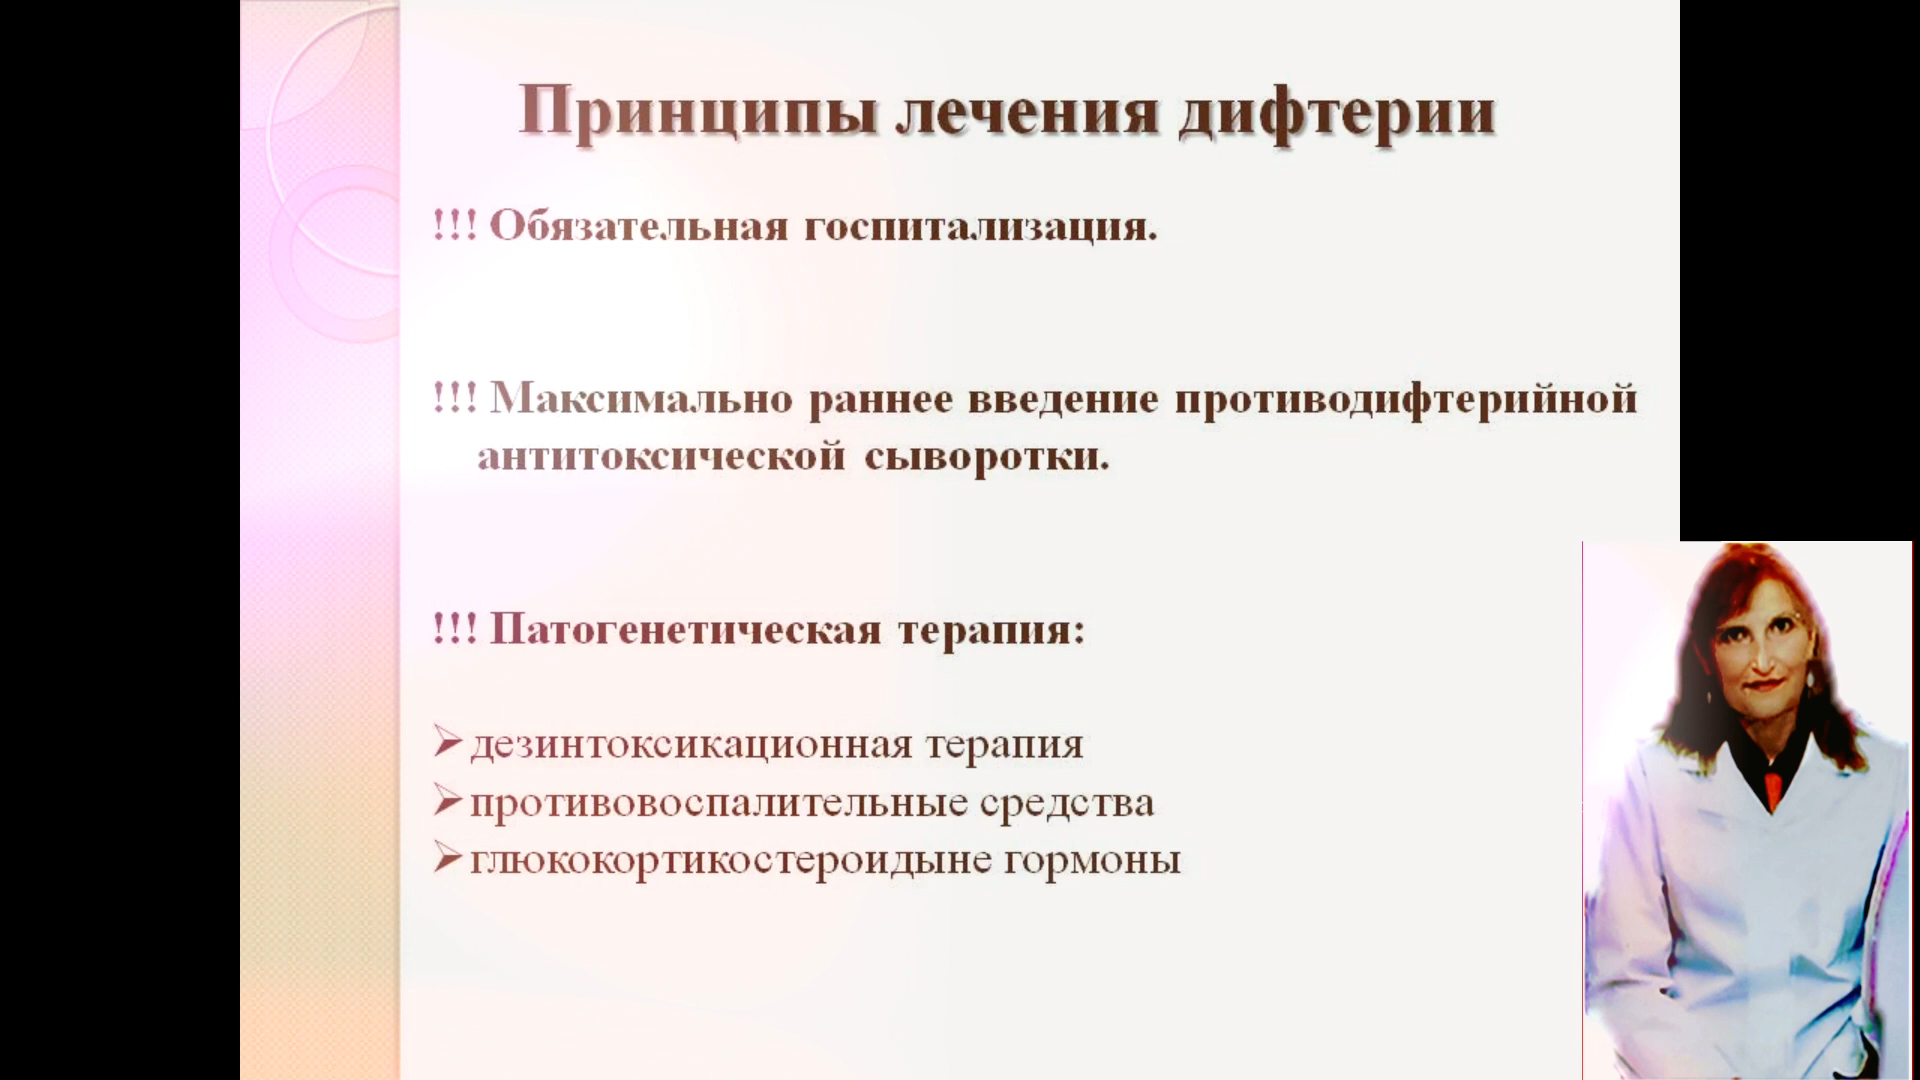 Принципы лечения дифтерии
!!! Обязательная госпитализация.
!!! Максимально раннее введение противодифтерийной
антитоксической сыворотки.
!!! Патогенетическая терапия:
➢дезинтоксикационная терапия
➢противовоспалительные средства
➢глюкокортикостероидыне гормоны